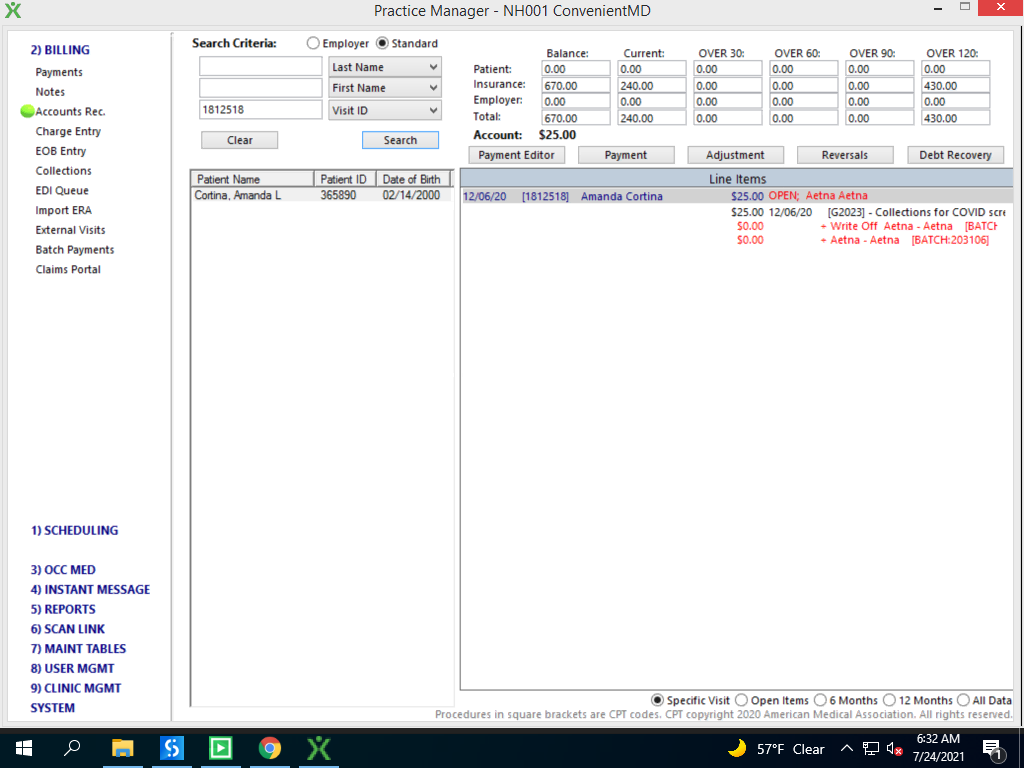 Practice Manager - NH001 ConvenientMD
2) BILLING
Payments
Notes
Accounts Rec.
Charge Entry
EOB Entry
Collections
EDI Queue
Import ERA
External Visits
Batch Payments
Claims Portal
1) SCHEDULING
3) OCC MED
4) INSTANT MESSAGE
5) REPORTS
6) SCAN LINK
7) MAINT TABLES
8) USER MGMT
9) CLINIC MGMT
SYSTEM
Search Criteria: Employer Standard
Last Name
First Name
1812518 Visit ID
Clear Search
Patient Name Patient ID Date of Birth
Cortina, Amanda L 365890 02/14/2000
Balance: Current: OVER 30: OVER 60: OVER 90: OVER 120:
Patient: 0.00 0.00 0.00 0.00 0.00 0.00
Insurance: 670.00 240.00 0.00 0.00 0.00 430.00
Employer: 0.00 0.00 0.00 0.00 0.00 0.00
Total: 670.00 240.00 0.00 0.00 0.00 430.00
Account: $25.00
Payment Editor Payment Adjustment Reversals Debt Recovery
Line Items
12/06/20 [1812518] Amanda Cortina $25.00 OPEN; Aetna Aetna
$25.00 12/06/20 [G2023] - Collections for COVID scre
$0.00 + Write Off Aetna - Aetna [BATCH
$0.00 + Aetna - Aetna [BATCH:203106]
Specific Visit Open Items 6 Months 12 Months All Data
Procedures in square brackets are CPT codes. CPT copyright 2020 American Medical Association. All rights reserved.
57°F Clear
6:32 AM
7/24/2021
1